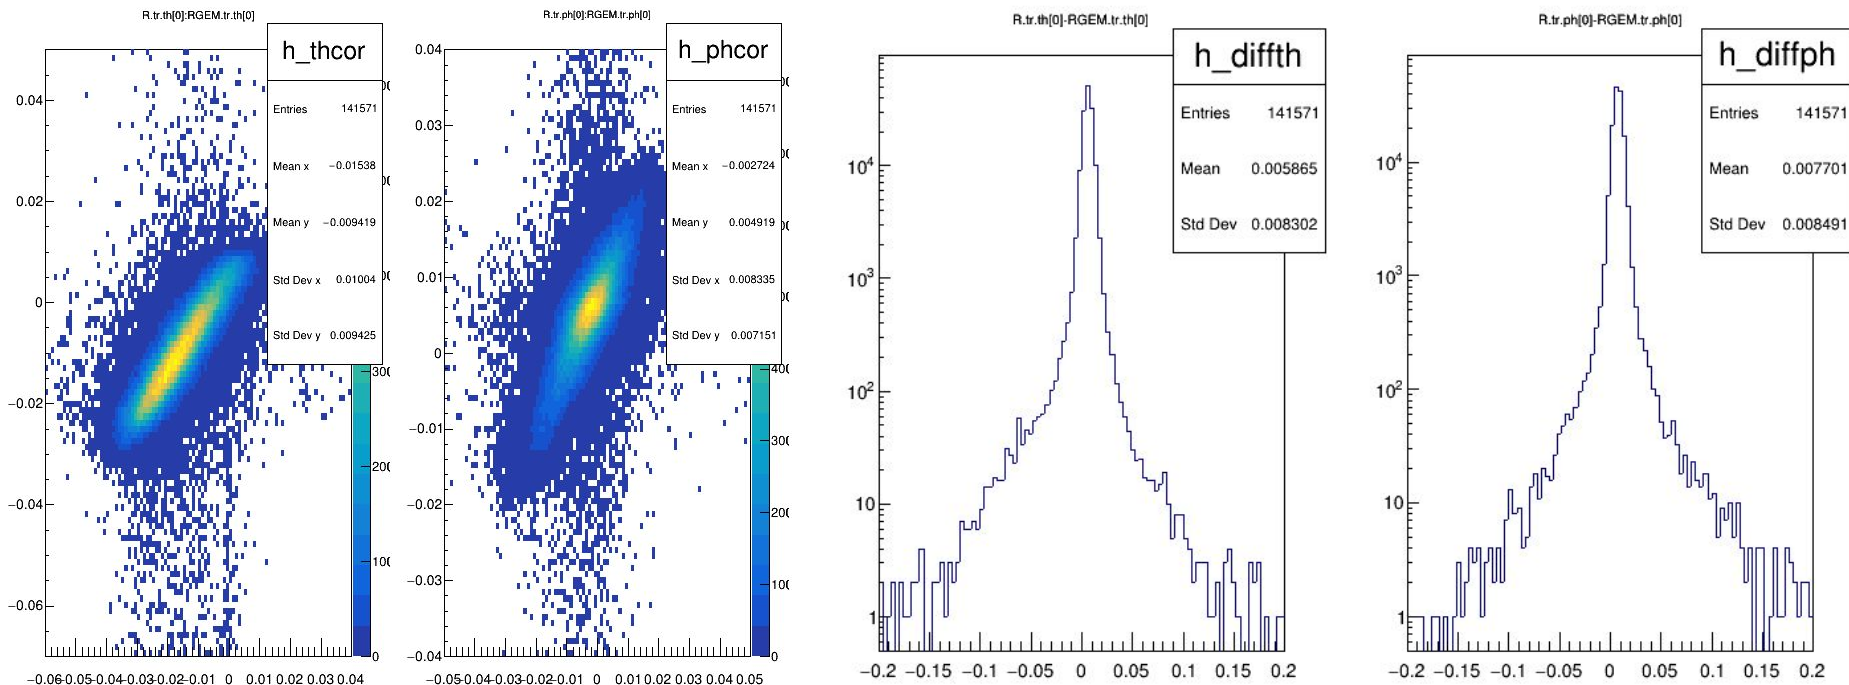 R.tr.th[0]:RGEM.tr.th[0]
h_thcor
Entries 141571
Mean x −0.01538
Mean y −0.009419
Std Dev x 0.01004
Std Dev y 0.009425
0.04
0.02
0
−0.02
−0.04
−0.06
−0.06 −0.05 −0.04 −0.03 −0.02 −0.01 0 0.01 0.02 0.03 0.04
0
R.tr.ph[0]:RGEM.tr.ph[0]
h_phcor
Entries 141571
Mean x −0.002724
Mean y 0.004919
Std Dev x 0.008335
Std Dev y 0.007151
0.04
0.03
0.02
0.01
0
−0.01
−0.02
−0.03
−0.04
−0.05 −0.04 −0.03 −0.02 −0.01 0 0.01 0.02 0.03 0.04 0.05
0
R.tr.th[0]-RGEM.tr.th[0]
h_diffth
Entries 141571
Mean 0.005865
Std Dev 0.008302
10⁴
10³
10²
10
1
−0.2 −0.15 −0.1 −0.05 0 0.05 0.1 0.15 0.2
R.tr.ph[0]-RGEM.tr.ph[0]
h_diffph
Entries 141571
Mean 0.007701
Std Dev 0.008491
10⁴
10³
10²
10
1
−0.2 −0.15 −0.1 −0.05 0 0.05 0.1 0.15 0.2